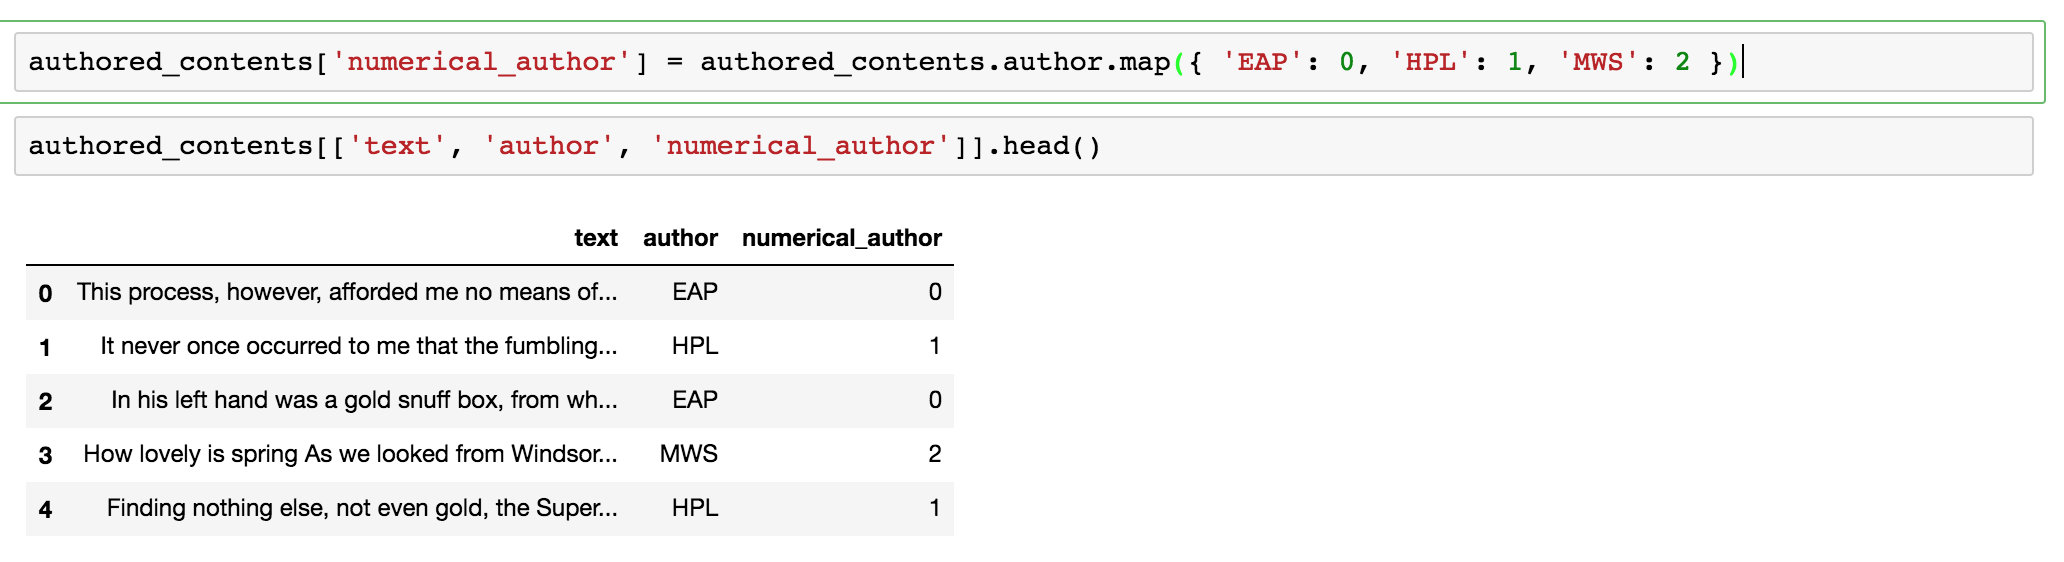 authored_contents['numerical_author'] = authored_contents.author.map({ 'EAP': 0, 'HPL': 1, 'MWS': 2 })
authored_contents[['text', 'author', 'numerical_author']].head()
text author numerical_author
0 This process, however, afforded me no means of... EAP 0
1 It never once occurred to me that the fumbling... HPL 1
2 In his left hand was a gold snuff box, from wh... EAP 0
3 How lovely is spring As we looked from Windsor... MWS 2
4 Finding nothing else, not even gold, the Super... HPL 1